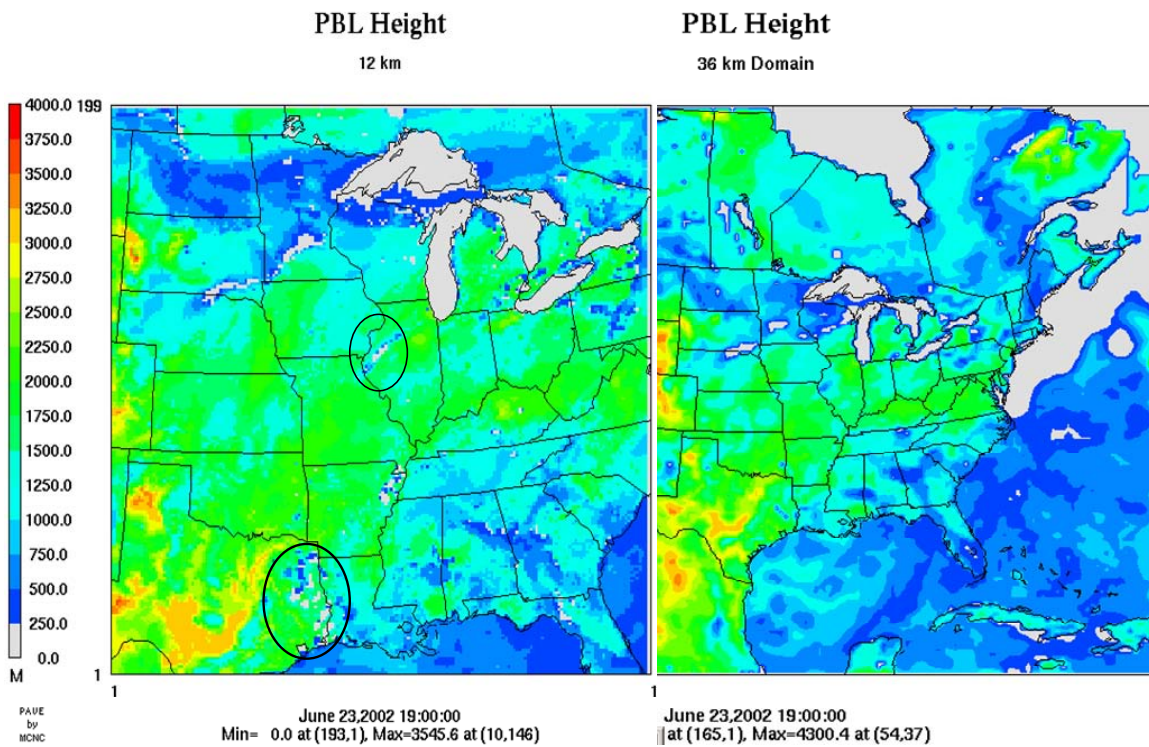 PBL Height
12 km
PBL Height
36 km Domain
4000.0
3750.0
3500.0
3250.0
3000.0
2750.0
2500.0
2250.0
2000.0
1750.0
1500.0
1250.0
1000.0
750.0
500.0
250.0
0.0
M
199
1
1
1
PAVE
by
MCNC
June 23,2002 19:00:00
Min= 0.0 at (193,1), Max=3545.6 at (10,146)
June 23,2002 19:00:00
at (165,1), Max=4300.4 at (54,37)